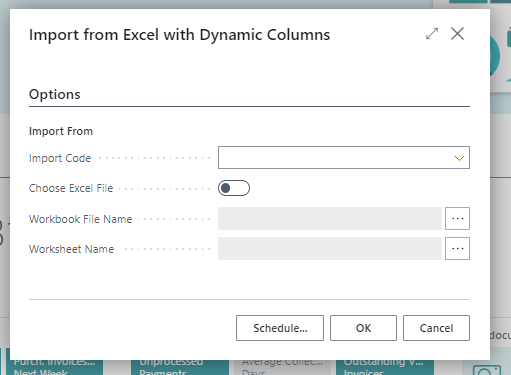 Import from Excel with Dynamic Columns
Options
Import From
Import Code
Choose Excel File
Workbook File Name
...
Worksheet Name
...
Schedule...
OK
Cancel
Purch. Invoices...
Next Week
Unprocessed
Payments
Average Collec...
Days
Outstanding V...
Invoices